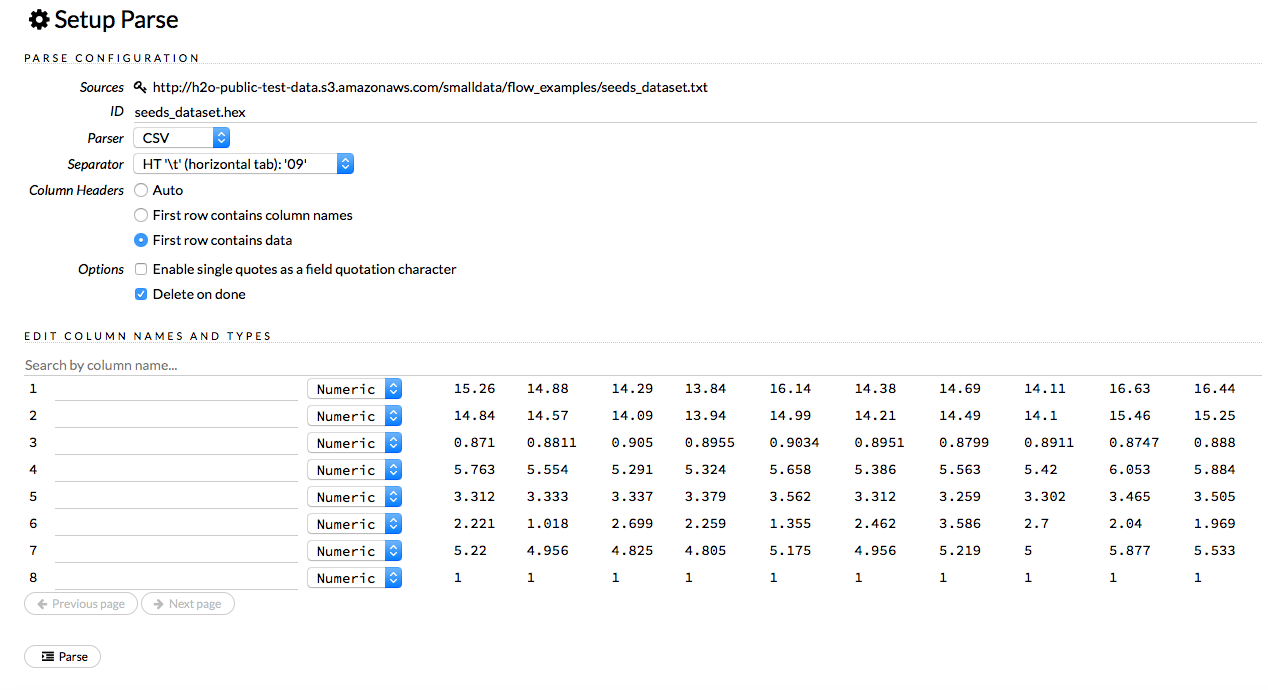 Setup Parse
PARSE CONFIGURATION
Sources http://h2o-public-test-data.s3.amazonaws.com/smalldata/flow_examples/seeds_dataset.txt
ID seeds_dataset.hex
Parser CSV
Separator HT '\t' (horizontal tab): '09'
Column Headers Auto
First row contains column names
First row contains data
Options Enable single quotes as a field quotation character
Delete on done
EDIT COLUMN NAMES AND TYPES
Search by column name...
1 Numeric 15.26 14.88 14.29 13.84 16.14 14.38 14.69 14.11 16.63 16.44
2 Numeric 14.84 14.57 14.09 13.94 14.99 14.21 14.49 14.1 15.46 15.25
3 Numeric 0.871 0.8811 0.905 0.8955 0.9034 0.8951 0.8799 0.8911 0.8747 0.888
4 Numeric 5.763 5.554 5.291 5.324 5.658 5.386 5.563 5.42 6.053 5.884
5 Numeric 3.312 3.333 3.337 3.379 3.562 3.312 3.259 3.302 3.465 3.505
6 Numeric 2.221 1.018 2.699 2.259 1.355 2.462 3.586 2.7 2.04 1.969
7 Numeric 5.22 4.956 4.825 4.805 5.175 4.956 5.219 5 5.877 5.533
8 Numeric 1 1 1 1 1 1 1 1 1 1
Previous page Next page
Parse